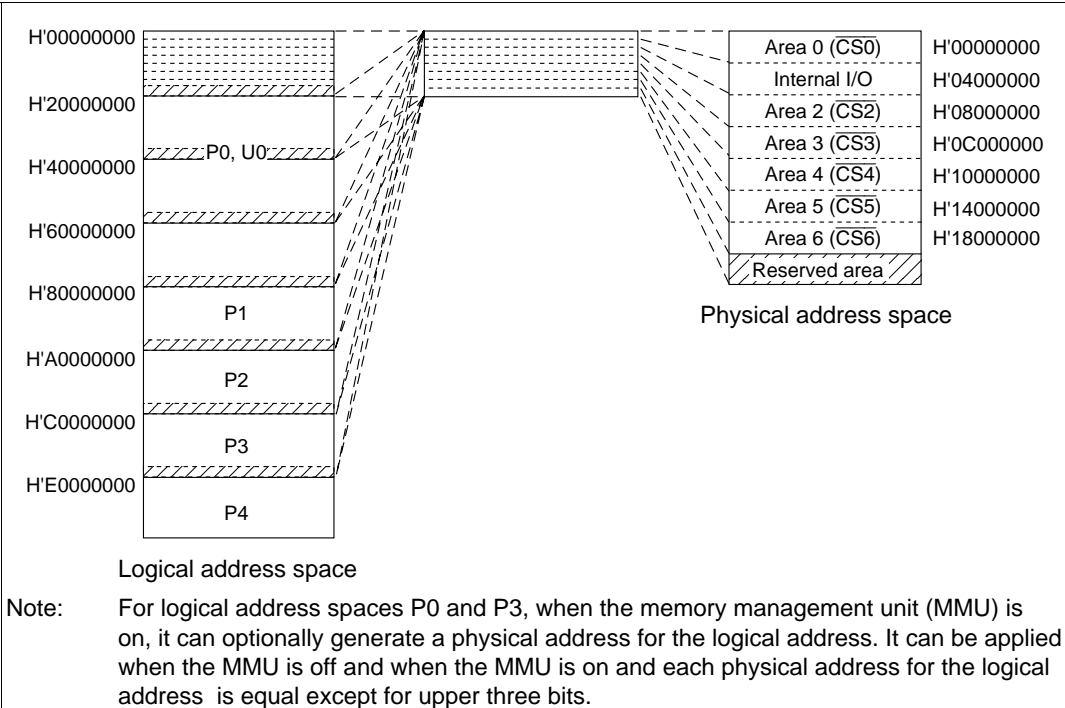 H'00000000
H'20000000
P0, U0
H'40000000
H'60000000
H'80000000
P1
H'A0000000
P2
H'C0000000
P3
H'E0000000
P4
Logical address space
Area 0 (CS0) H'00000000
Internal I/O H'04000000
Area 2 (CS2) H'08000000
Area 3 (CS3) H'0C000000
Area 4 (CS4) H'10000000
Area 5 (CS5) H'14000000
Area 6 (CS6) H'18000000
Reserved area
Physical address space
Note: For logical address spaces P0 and P3, when the memory management unit (MMU) is
on, it can optionally generate a physical address for the logical address. It can be applied
when the MMU is off and when the MMU is on and each physical address for the logical
address is equal except for upper three bits.